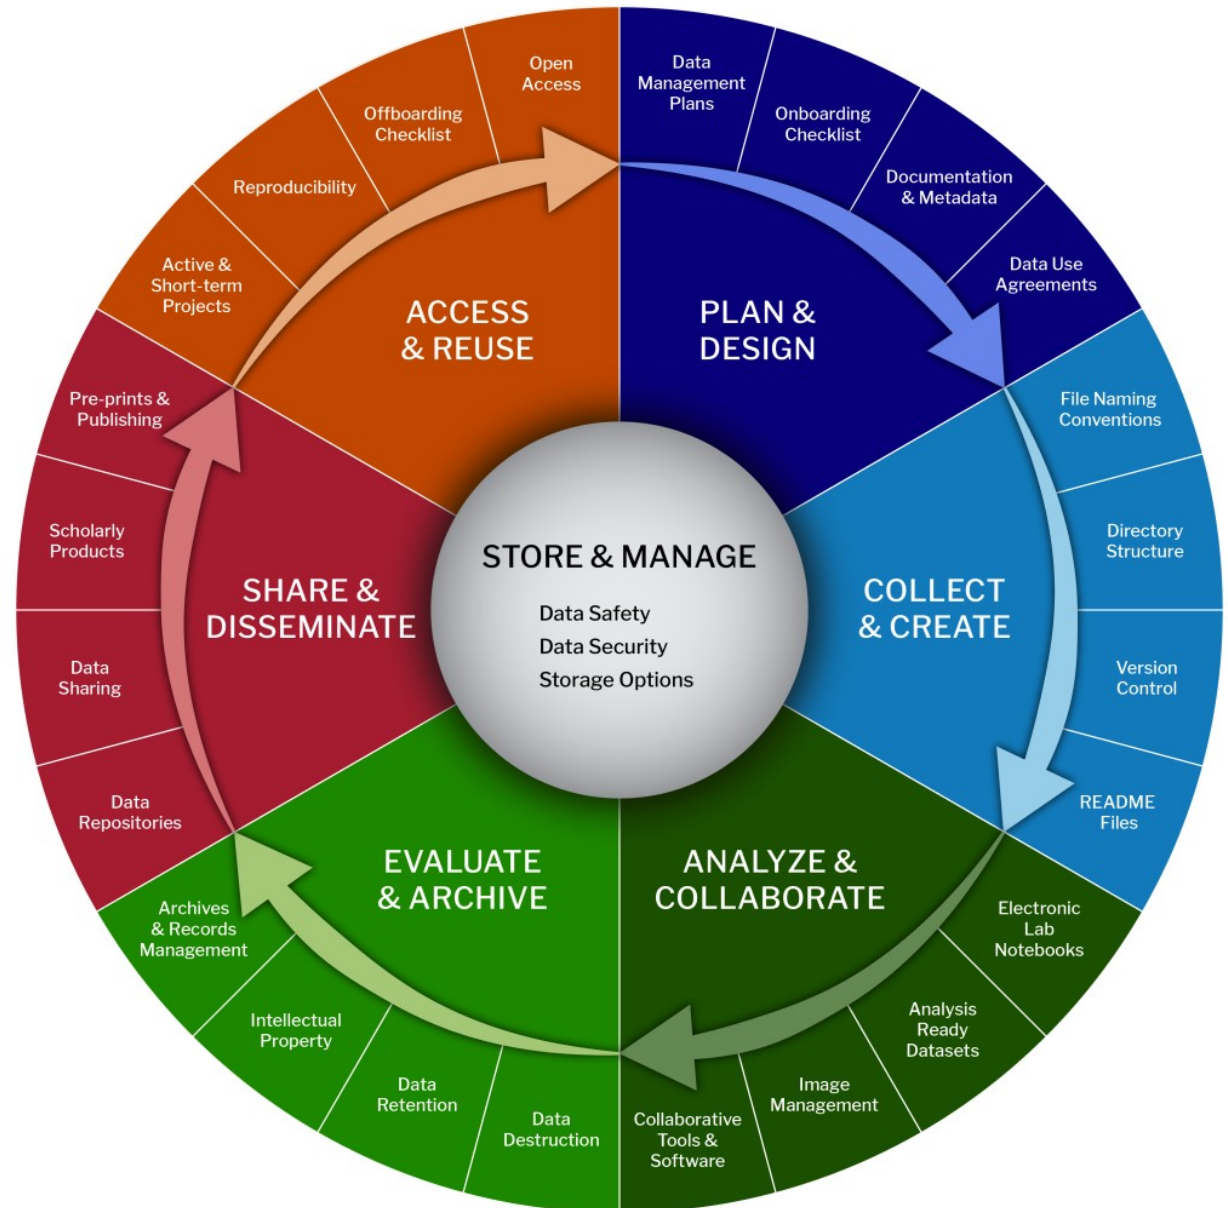 Open
Access
Offboarding
Checklist
Reproducibility
Active &
Short-term
Projects
ACCESS
& REUSE
Data
Management
Plans
Onboarding
Checklist
Documentation
& Metadata
Data Use
Agreements
PLAN &
DESIGN
File Naming
Conventions
Directory
Structure
Version
Control
README
Files
COLLECT
& CREATE
Electronic
Lab
Notebooks
Analysis
Ready
Datasets
Image
Management
Collaborative
Tools &
Software
ANALYZE &
COLLABORATE
Data
Destruction
Data
Retention
Intellectual
Property
Archives
& Records
Management
EVALUATE
& ARCHIVE
Data
Repositories
Data
Sharing
Scholarly
Products
Pre-prints &
Publishing
SHARE &
DISSEMINATE
STORE & MANAGE
Data Safety
Data Security
Storage Options